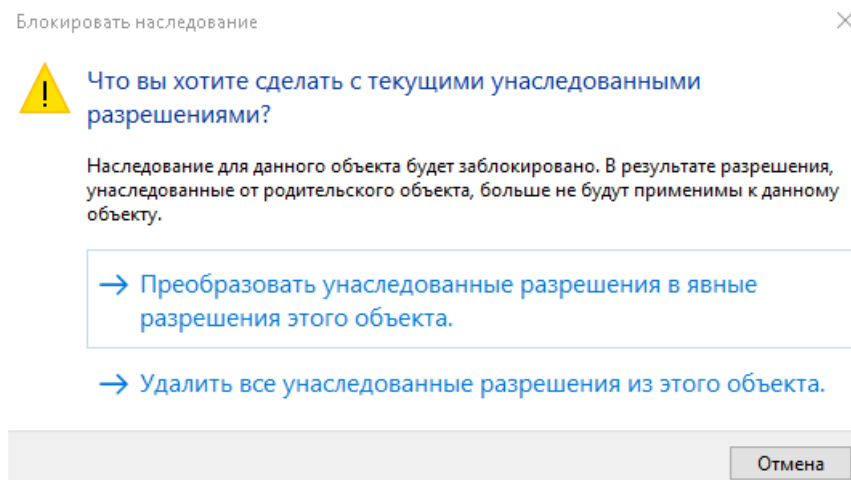 Блокировать наследование
Что вы хотите сделать с текущими унаследованными
разрешениями?
Наследование для данного объекта будет заблокировано. В результате разрешения,
унаследованные от родительского объекта, больше не будут применимы к данному
объекту.
→ Преобразовать унаследованные разрешения в явные
разрешения этого объекта.
→ Удалить все унаследованные разрешения из этого объекта.
Отмена